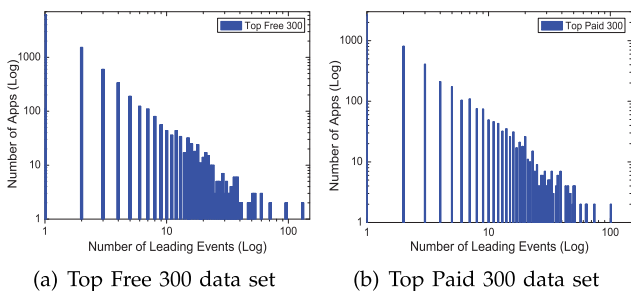 Top Free 300
1000
100
10
1
1
10
100
Number of Apps (Log)
Number of Leading Events (Log)
(a) Top Free 300 data set
Top Paid 300
1000
100
10
1
1
10
100
Number of Apps (Log)
Number of Leading Events (Log)
(b) Top Paid 300 data set